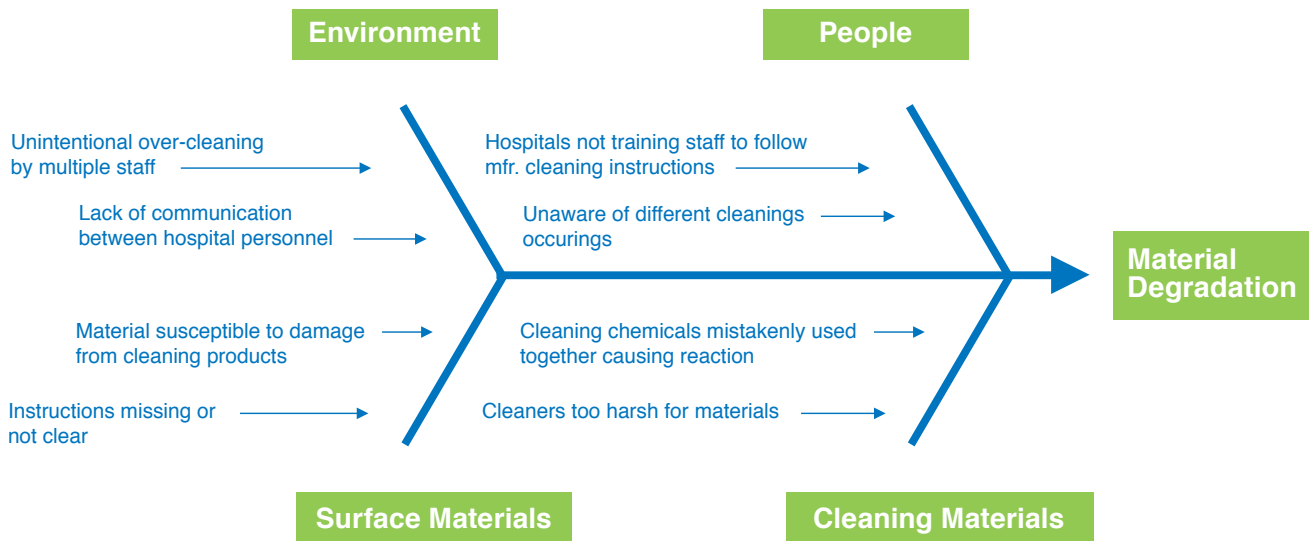 Environment
People
Unintentional over-cleaning
by multiple staff
Hospitals not training staff to follow
mfr. cleaning instructions
Lack of communication
between hospital personnel
Unaware of different cleanings
occurings
Material
Degradation
Material susceptible to damage
from cleaning products
Cleaning chemicals mistakenly used
together causing reaction
Instructions missing or
not clear
Cleaners too harsh for materials
Surface Materials
Cleaning Materials